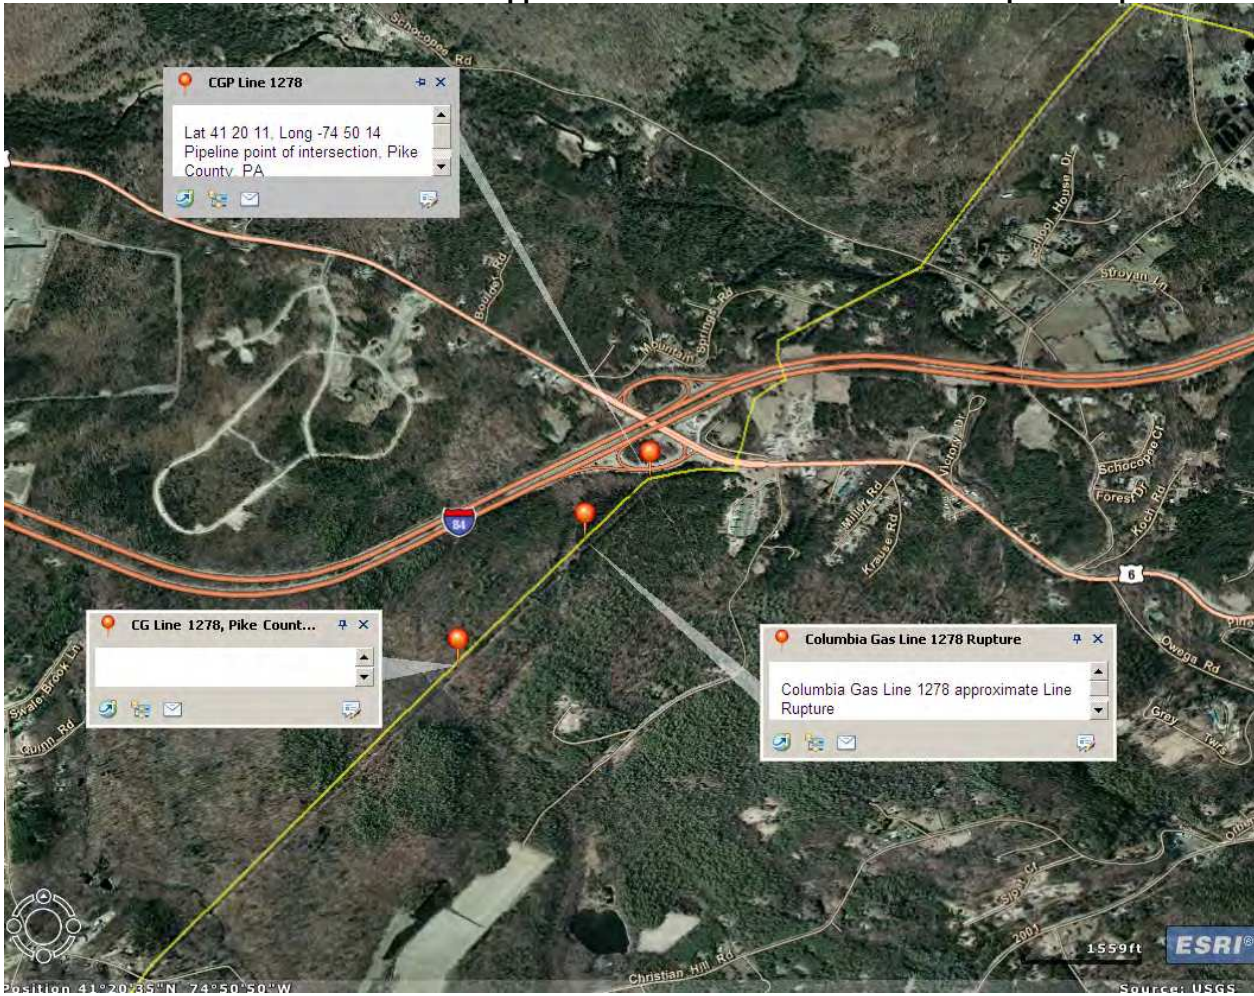 Schocopee Rd
CGP Line 1278
Lat 41 20 11, Long -74 50 14
Pipeline point of intersection, Pike
County, PA
School House Dr
Stroyan Ln
Boulder Rd
Mountain Springs Rd
Victory Dr
Schocopee Ct
Forest Dr
Koch Rd
Miller Rd
Krause Rd
84
6
CG Line 1278, Pike Count...
Columbia Gas Line 1278 Rupture
Columbia Gas Line 1278 approximate Line
Rupture
Swale Brook Ln
Quinn Rd
Owega Rd
Grey Twrs
2001
Christian Hill Rd
1559ft
ESRI®
Position 41°20'35"N 74°50'50"W
Source: USGS